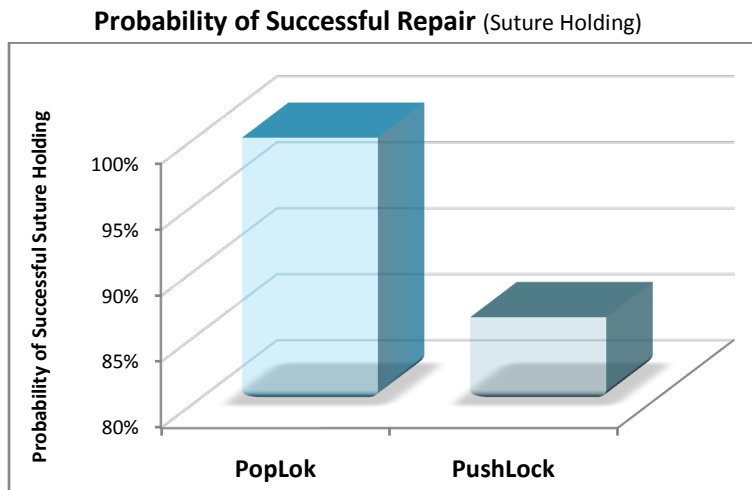 Probability of Successful Repair (Suture Holding)
Probability of Successful Suture Holding
100%
95%
90%
85%
80%
PopLok
PushLock